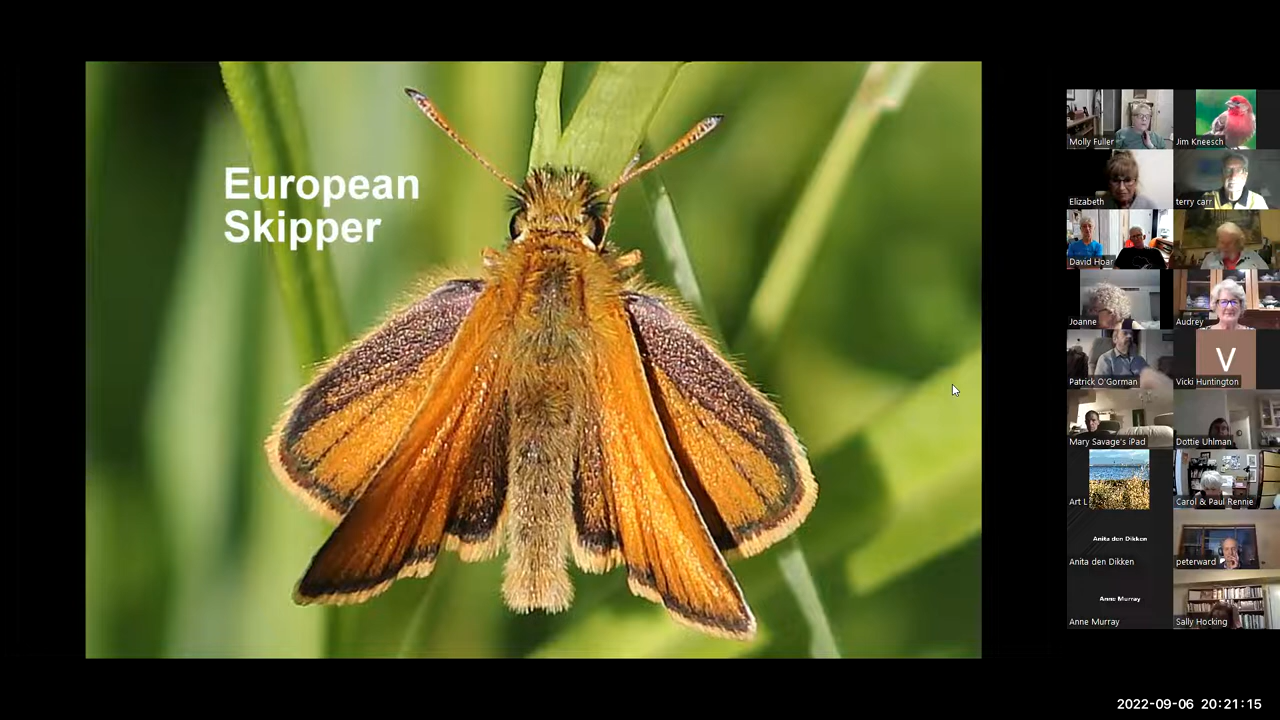 European
Skipper
Molly Fuller
Jim Kneesch
Elizabeth
terry carr
David Hoar
Joanne
Audrey
Patrick O'Gorman
V
Vicki Huntington
Mary Savage's iPad
Dottie Uhlman
Art L
Carol & Paul Rennie
Anita den Dikken
Anita den Dikken
peterward
Anne Murray
Anne Murray
Sally Hocking
2022-09-06 20:21:15